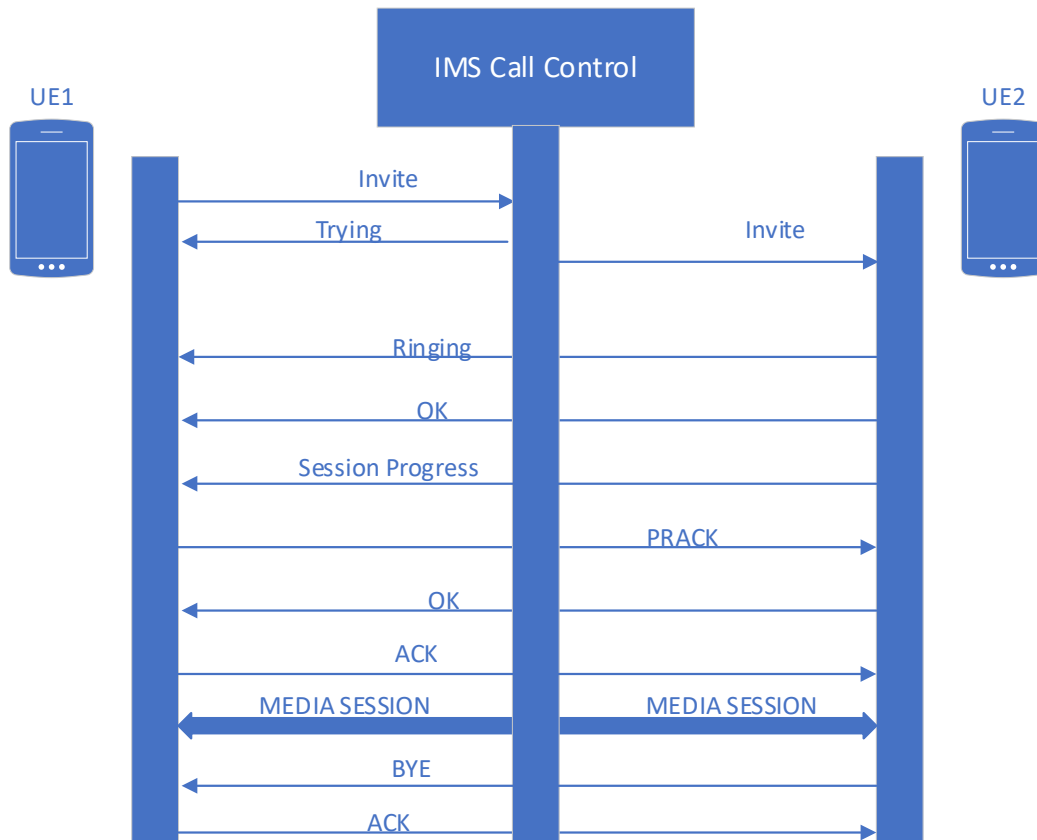 IMS Call Control
UE1
UE2
Invite
Trying
Invite
Ringing
OK
Session Progress
PRACK
OK
ACK
MEDIA SESSION
MEDIA SESSION
BYE
ACK